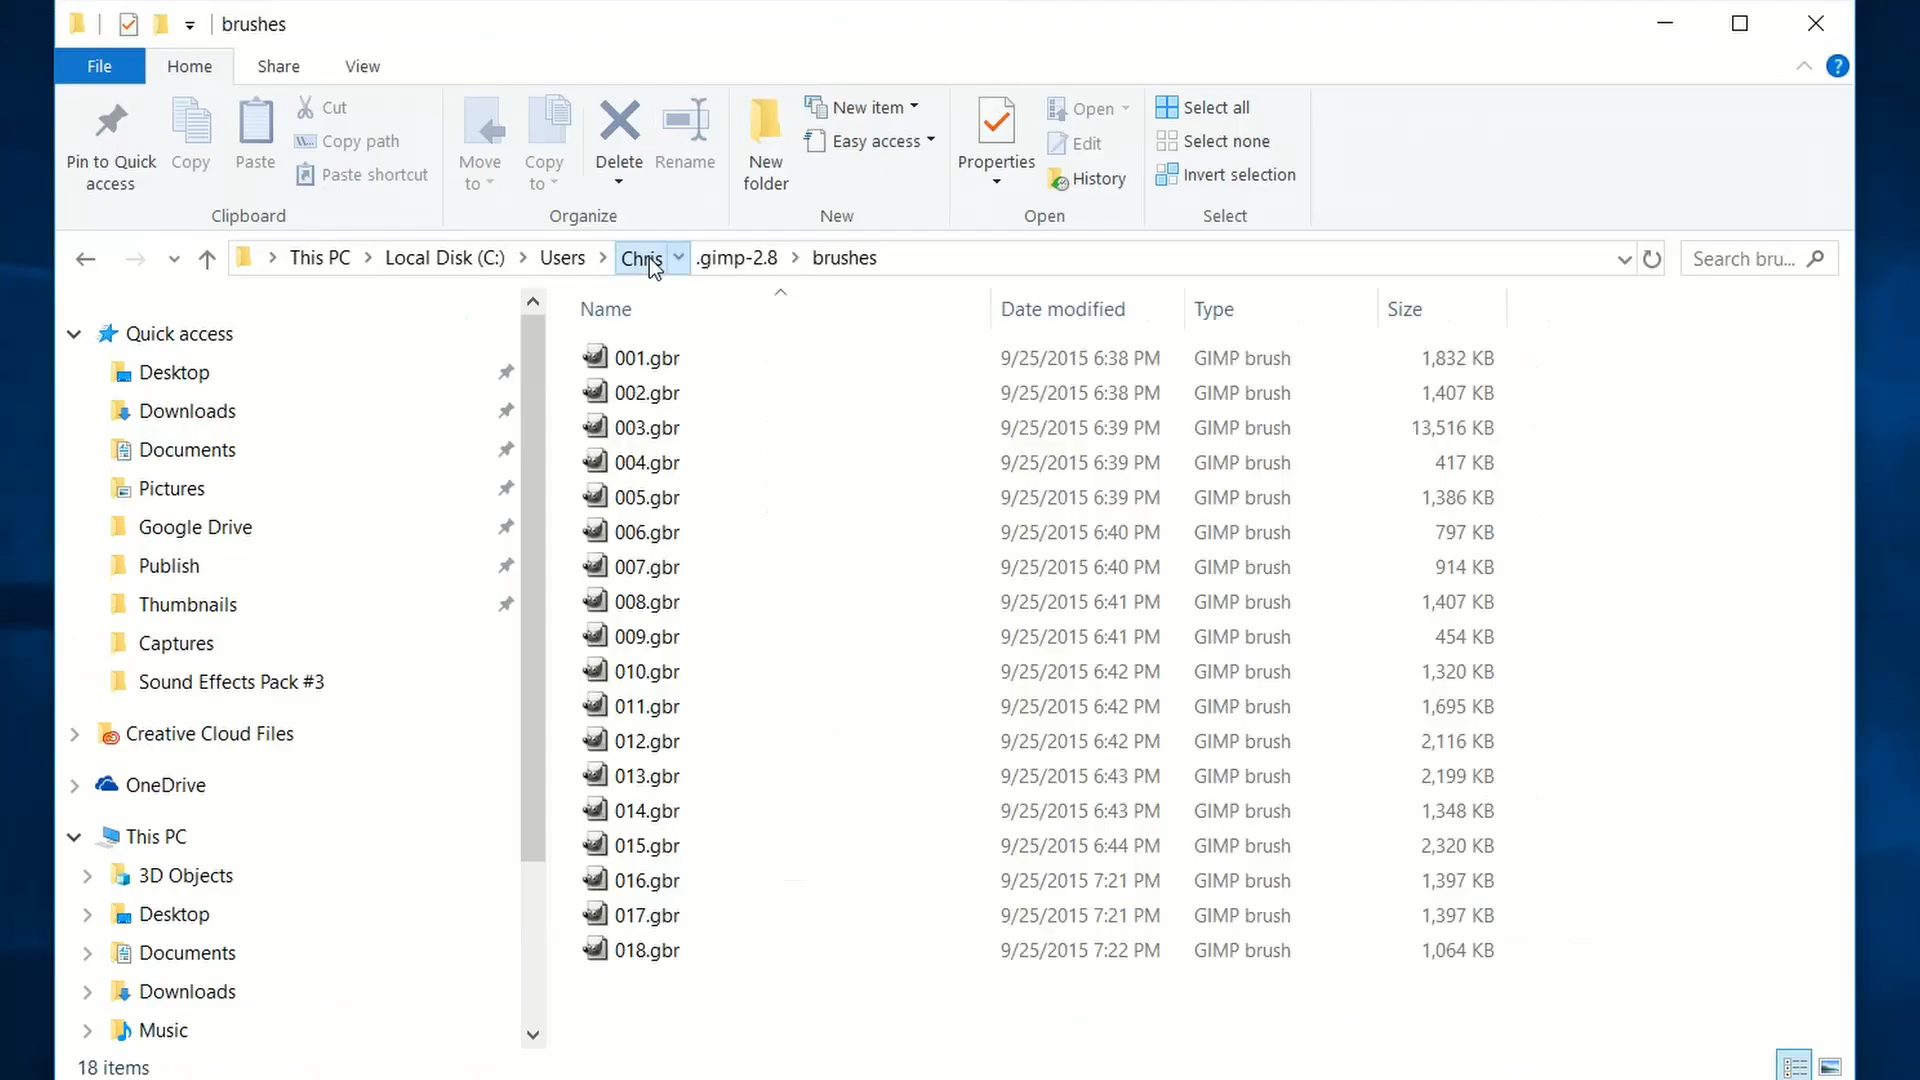 brushes
File Home Share View
Pin to Quick access
Copy
Paste
Cut
Copy path
Paste shortcut
Clipboard
Move to
Copy to
Delete
Rename
Organize
New folder
New item
Easy access
New
Properties
Open
Edit
History
Open
Select all
Select none
Invert selection
Select
This PC Local Disk (C:) Users Chris .gimp-2.8 brushes
Search bru...
Quick access
Desktop
Downloads
Documents
Pictures
Google Drive
Publish
Thumbnails
Captures
Sound Effects Pack #3
Creative Cloud Files
OneDrive
This PC
3D Objects
Desktop
Documents
Downloads
Music
Name Date modified Type Size
001.gbr 9/25/2015 6:38 PM GIMP brush 1,832 KB
002.gbr 9/25/2015 6:38 PM GIMP brush 1,407 KB
003.gbr 9/25/2015 6:39 PM GIMP brush 13,516 KB
004.gbr 9/25/2015 6:39 PM GIMP brush 417 KB
005.gbr 9/25/2015 6:39 PM GIMP brush 1,386 KB
006.gbr 9/25/2015 6:40 PM GIMP brush 797 KB
007.gbr 9/25/2015 6:40 PM GIMP brush 914 KB
008.gbr 9/25/2015 6:41 PM GIMP brush 1,407 KB
009.gbr 9/25/2015 6:41 PM GIMP brush 454 KB
010.gbr 9/25/2015 6:42 PM GIMP brush 1,320 KB
011.gbr 9/25/2015 6:42 PM GIMP brush 1,695 KB
012.gbr 9/25/2015 6:42 PM GIMP brush 2,116 KB
013.gbr 9/25/2015 6:43 PM GIMP brush 2,199 KB
014.gbr 9/25/2015 6:43 PM GIMP brush 1,348 KB
015.gbr 9/25/2015 6:44 PM GIMP brush 2,320 KB
016.gbr 9/25/2015 7:21 PM GIMP brush 1,397 KB
017.gbr 9/25/2015 7:21 PM GIMP brush 1,397 KB
018.gbr 9/25/2015 7:22 PM GIMP brush 1,064 KB
18 items